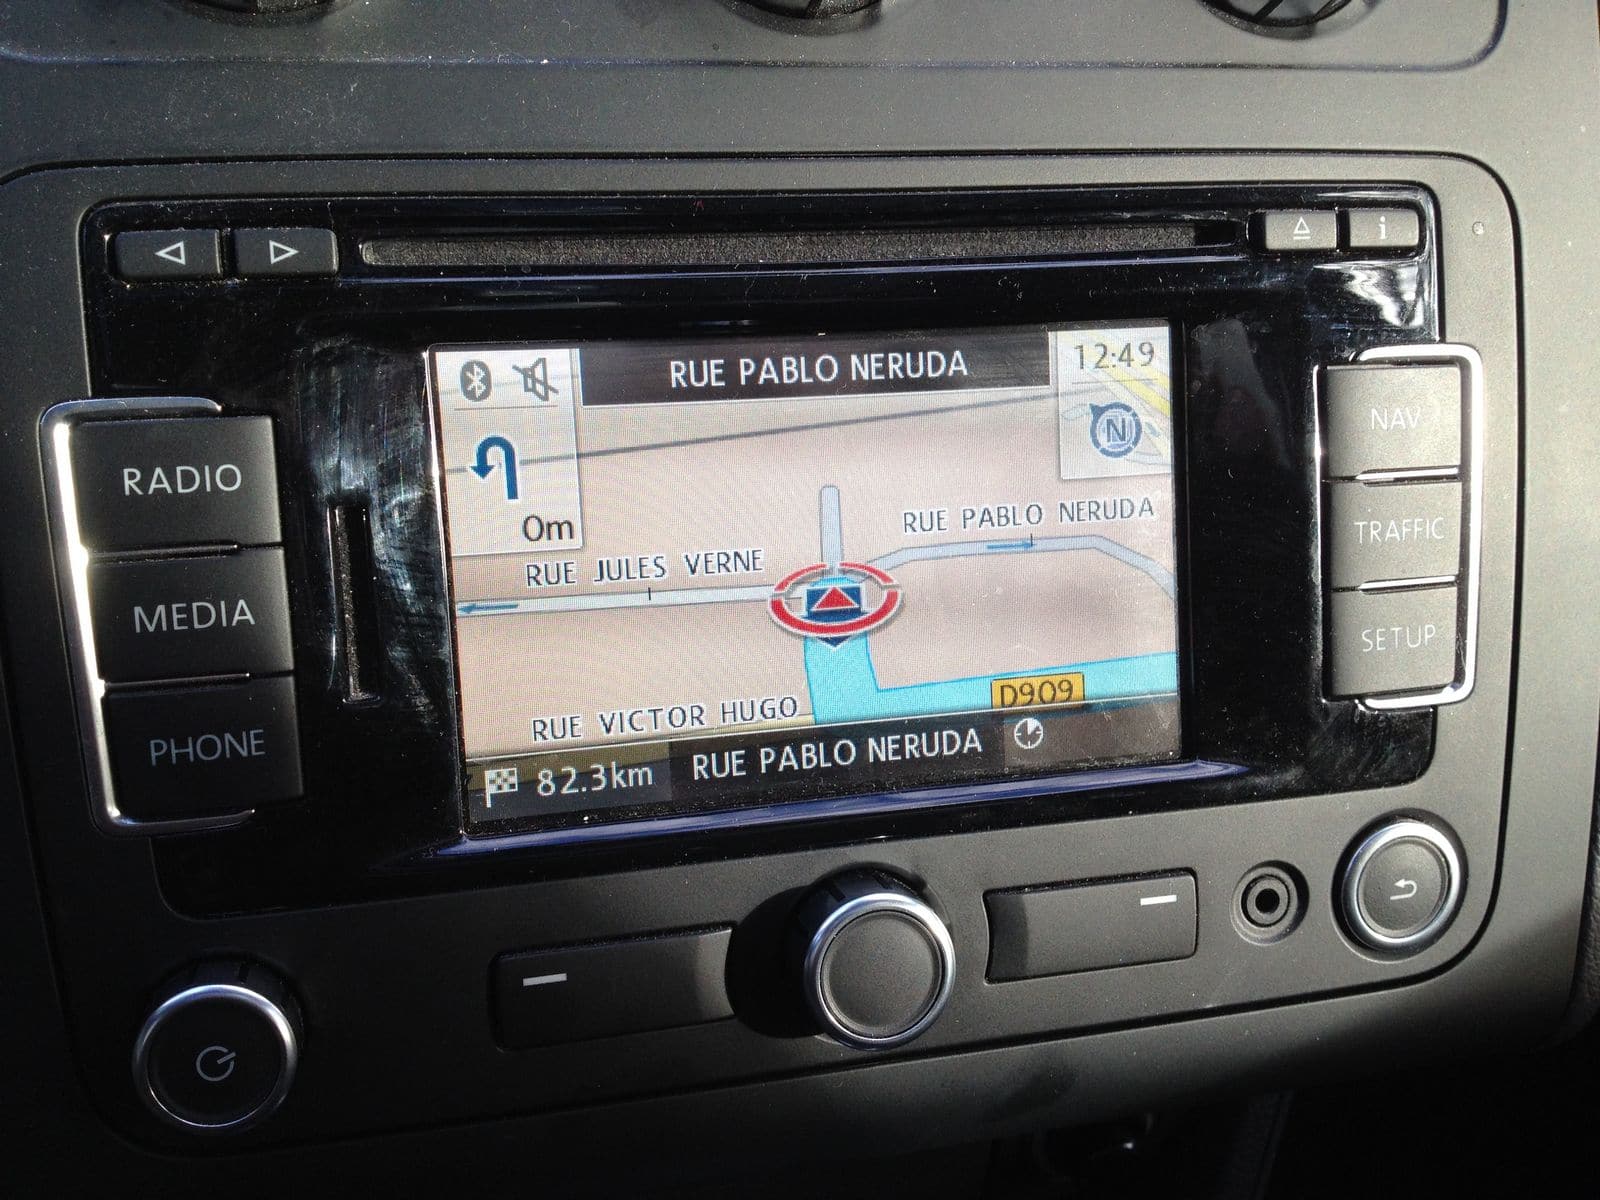 i
RUE PABLO NERUDA
12:49
N
0m
RADIO
MEDIA
PHONE
NAV
TRAFFIC
SETUP
RUE PABLO NERUDA
RUE JULES VERNE
D909
RUE VICTOR HUGO
82.3km
RUE PABLO NERUDA